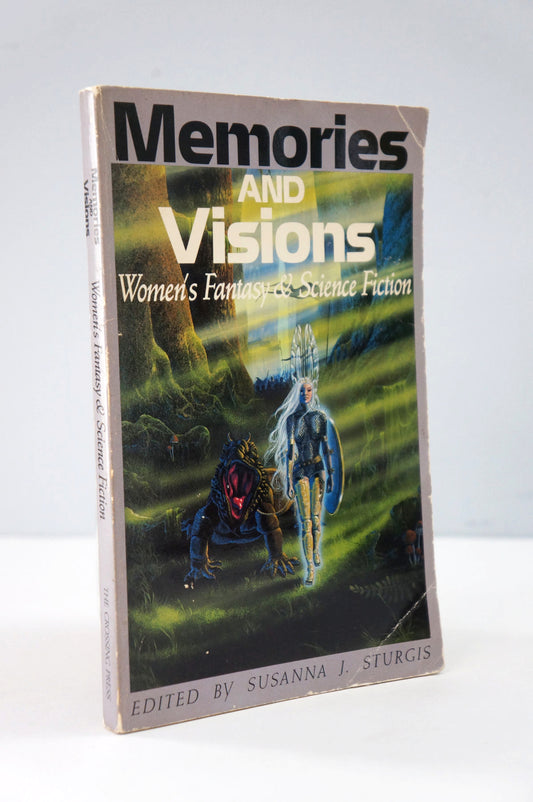 Memories
AND
Visions
Women's Fantasy & Science Fiction
EDITED BY SUSANNA J. STURGIS
Memories
and
Visions
Women's Fantasy & Science Fiction
THE CROSSING PRESS